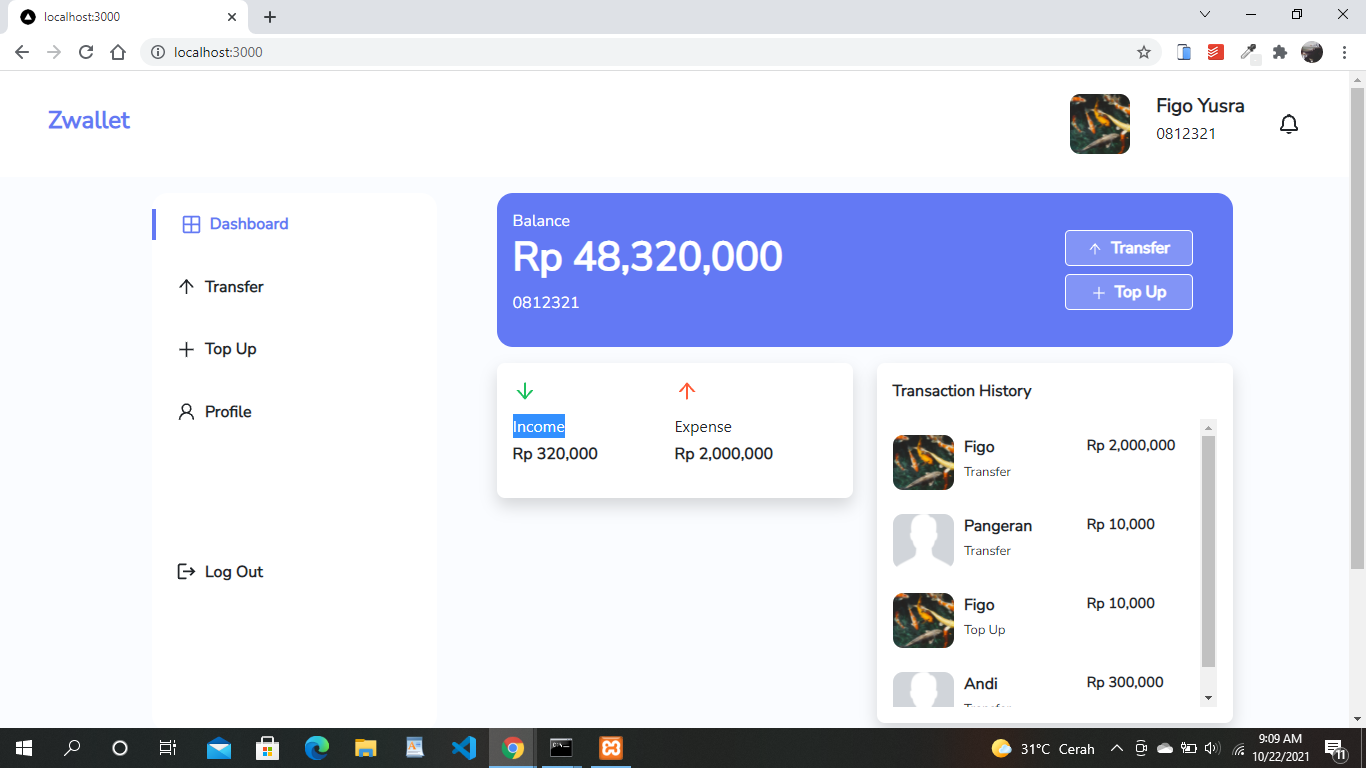 localhost:3000
localhost:3000
Zwallet
Figo Yusra
0812321
Dashboard
Transfer
Top Up
Profile
Log Out
Balance
Rp 48,320,000
0812321
Transfer
Top Up
Income
Rp 320,000
Expense
Rp 2,000,000
Transaction History
Figo
Rp 2,000,000
Transfer
Pangeran
Rp 10,000
Transfer
Figo
Rp 10,000
Top Up
Andi
Rp 300,000
Transfer
31°C Cerah
9:09 AM
10/22/2021
11